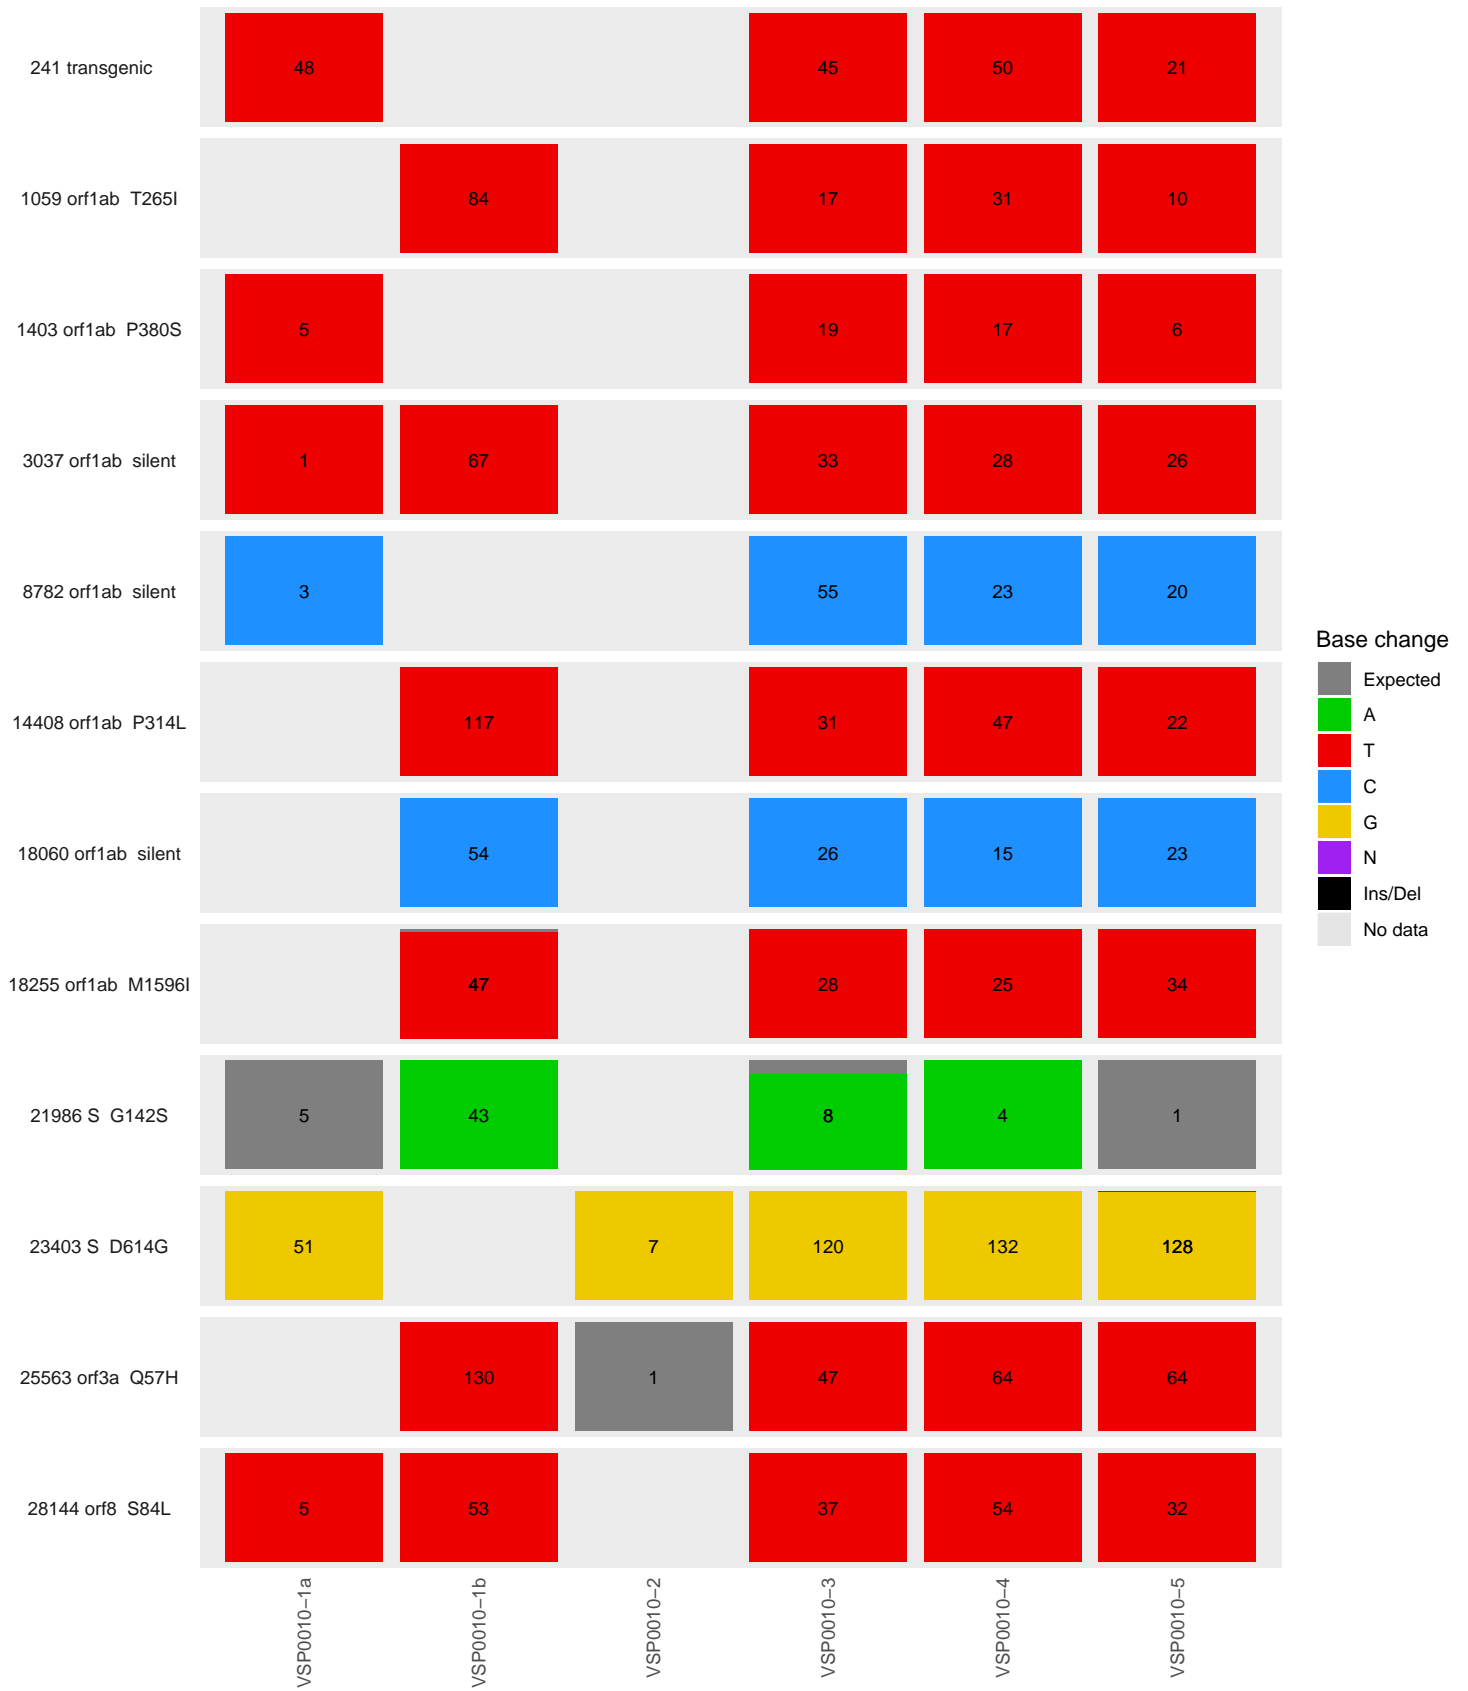 241 transgenic 48 45 50 21
1059 orf1ab T265I 84 17 31 10
1403 orf1ab P380S 5 19 17 6
3037 orf1ab silent 1 67 33 28 26
8782 orf1ab silent 3 55 23 20
14408 orf1ab P314L 117 31 47 22
18060 orf1ab silent 54 26 15 23
18255 orf1ab M1596I 47 28 25 34
21986 S G142S 5 43 8 4 1
23403 S D614G 51 7 120 132 128
25563 orf3a Q57H 130 1 47 64 64
28144 orf8 S84L 5 53 37 54 32
VSP0010−1a
VSP0010−1b
VSP0010−2
VSP0010−3
VSP0010−4
VSP0010−5
Base change
Expected
A
T
C
G
N
Ins/Del
No data